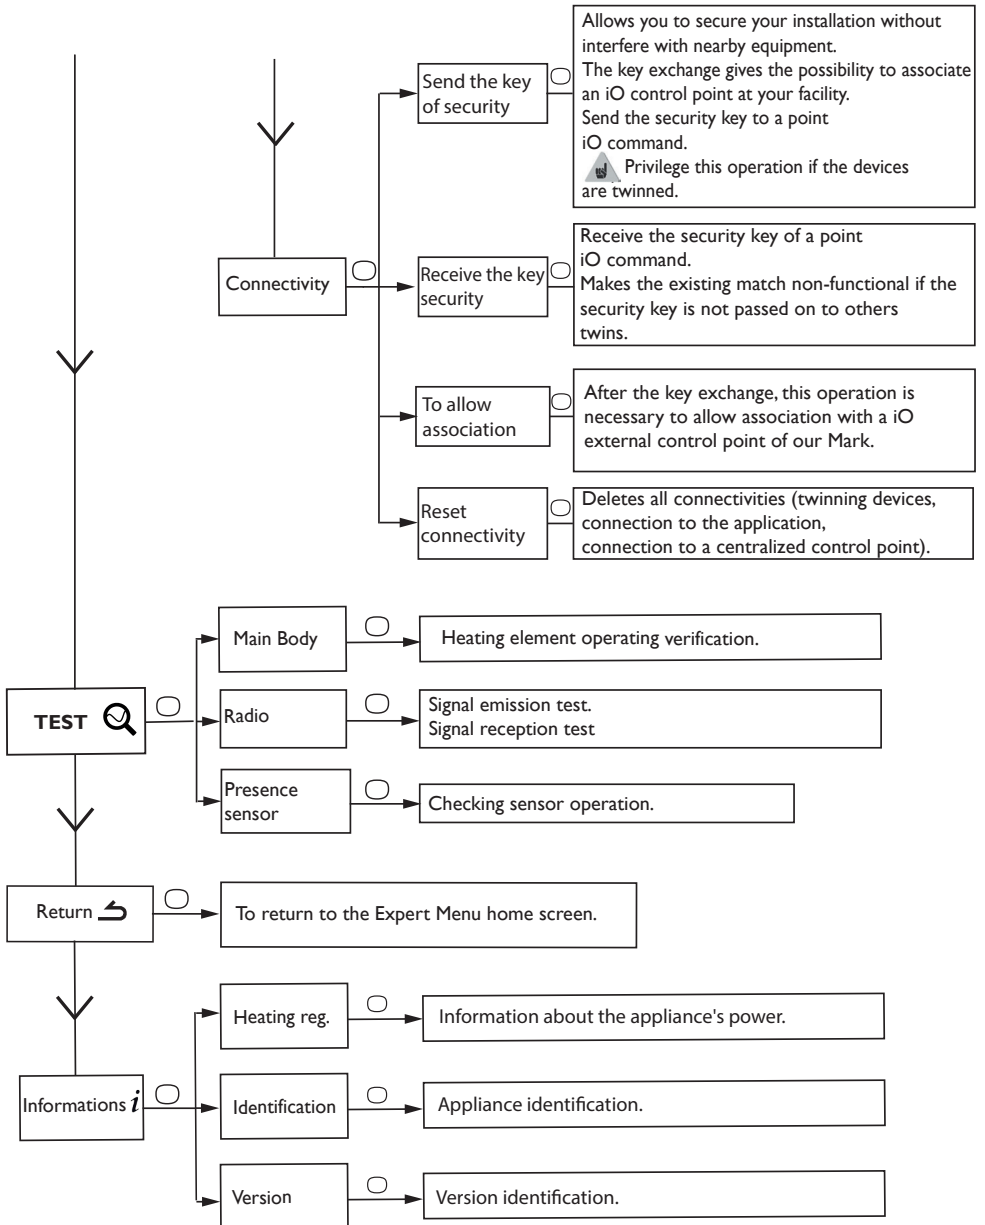 Send the key
of security
Allows you to secure your installation without
interfere with nearby equipment.
The key exchange gives the possibility to associate
an iO control point at your facility.
Send the security key to a point
iO command.
Privilege this operation if the devices
are twinned.
Connectivity
Receive the key
security
Receive the security key of a point
iO command.
Makes the existing match non-functional if the
security key is not passed on to others
twins.
To allow
association
After the key exchange, this operation is
necessary to allow association with a iO
external control point of our Mark.
Reset
connectivity
Deletes all connectivities (twinning devices,
connection to the application,
connection to a centralized control point).
TEST
Main Body
Heating element operating verification.
Radio
Signal emission test.
Signal reception test
Presence
sensor
Checking sensor operation.
Return
To return to the Expert Menu home screen.
Informations i
Heating reg.
Information about the appliance's power.
Identification
Appliance identification.
Version
Version identification.